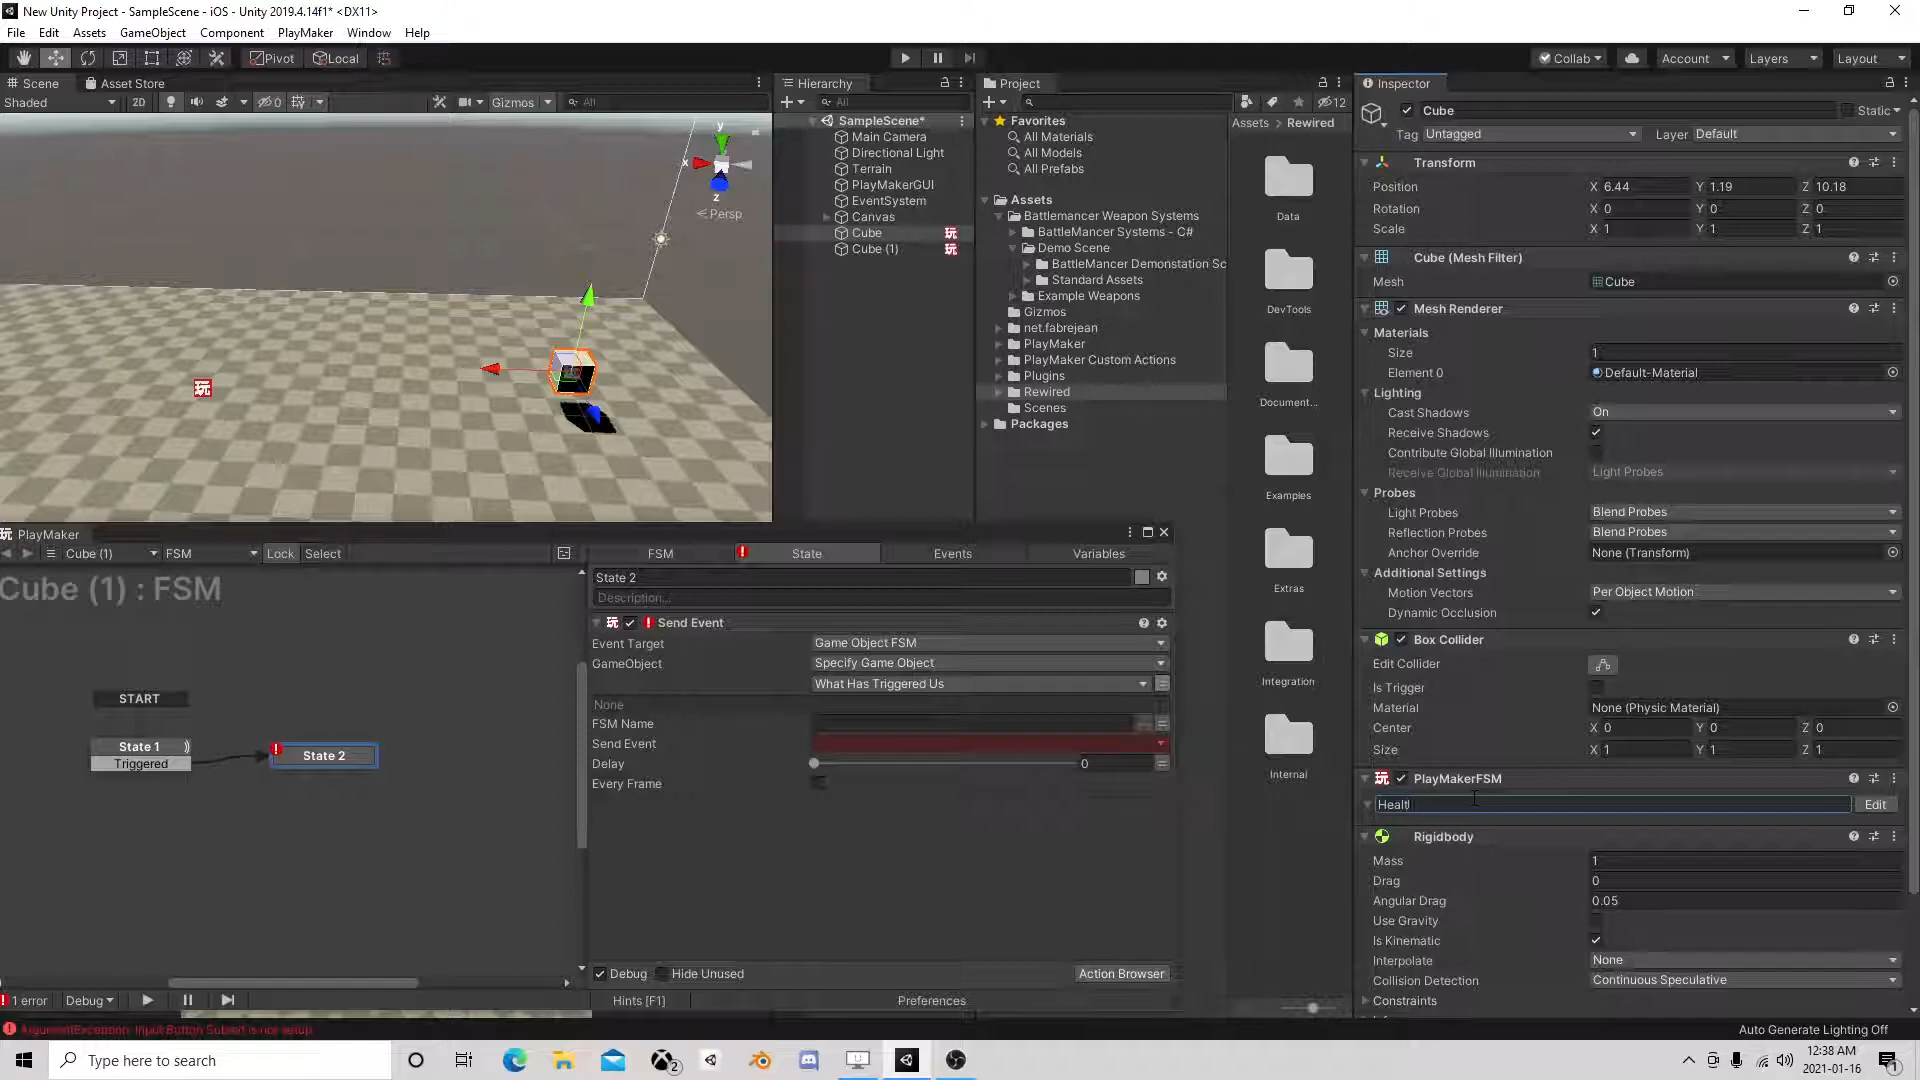 New Unity Project - SampleScene - iOS - Unity 2019.4.14f1* <DX11>
File Edit Assets GameObject Component PlayMaker Window Help
Pivot Local Collab Account Layers Layout
Scene Asset Store
Shaded 2D 0 Gizmos All
y
x
z
Persp
玩
Hierarchy
All
SampleScene*
Main Camera
Directional Light
Terrain
PlayMakerGUI
EventSystem
Canvas
Cube 玩
Cube (1) 玩
Project
12
Favorites
All Materials
All Models
All Prefabs
Assets
Battlemancer Weapon Systems
BattleMancer Systems - C#
Demo Scene
BattleMancer Demonstation Sc
Standard Assets
Example Weapons
Gizmos
net.fabrejean
PlayMaker
PlayMaker Custom Actions
Plugins
Rewired
Scenes
Packages
Assets > Rewired
Data
DevTools
Document...
Examples
Extras
Integration
Internal
Inspector
Cube Static
Tag Untagged Layer Default
Transform
Position X 6.44 Y 1.19 Z 10.18
Rotation X 0 Y 0 Z 0
Scale X 1 Y 1 Z 1
Cube (Mesh Filter)
Mesh Cube
Mesh Renderer
Materials
Size 1
Element 0 Default-Material
Lighting
Cast Shadows On
Receive Shadows
Contribute Global Illumination
Receive Global Illumination Light Probes
Probes
Light Probes Blend Probes
Reflection Probes Blend Probes
Anchor Override None (Transform)
Additional Settings
Motion Vectors Per Object Motion
Dynamic Occlusion
Box Collider
Edit Collider
Is Trigger
Material None (Physic Material)
Center X 0 Y 0 Z 0
Size X 1 Y 1 Z 1
玩 PlayMakerFSM
Healt Edit
Rigidbody
Mass 1
Drag 0
Angular Drag 0.05
Use Gravity
Is Kinematic
Interpolate None
Collision Detection Continuous Speculative
Constraints
玩 PlayMaker
Cube (1) FSM Lock Select
Cube (1) : FSM
START
State 1
Triggered
! State 2
FSM ! State Events Variables
State 2
Description...
玩 ! Send Event
Event Target Game Object FSM
GameObject Specify Game Object
What Has Triggered Us
None
FSM Name
Send Event
Delay 0
Every Frame
Debug Hide Unused Action Browser
! 1 error Debug Hints [F1] Preferences
! ArgumentException: Input Button Submit is not setup.
Auto Generate Lighting Off
Type here to search
2
12:38 AM
2021-01-16
1